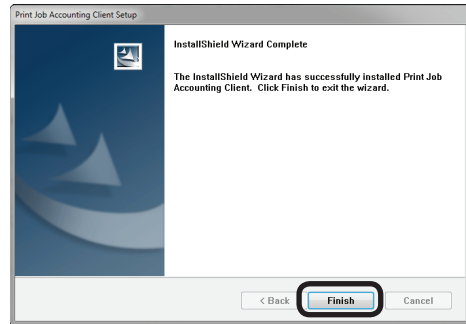 Print Job Accounting Client Setup
InstallShield Wizard Complete
The InstallShield Wizard has successfully installed Print Job
Accounting Client. Click Finish to exit the wizard.
< Back Finish Cancel